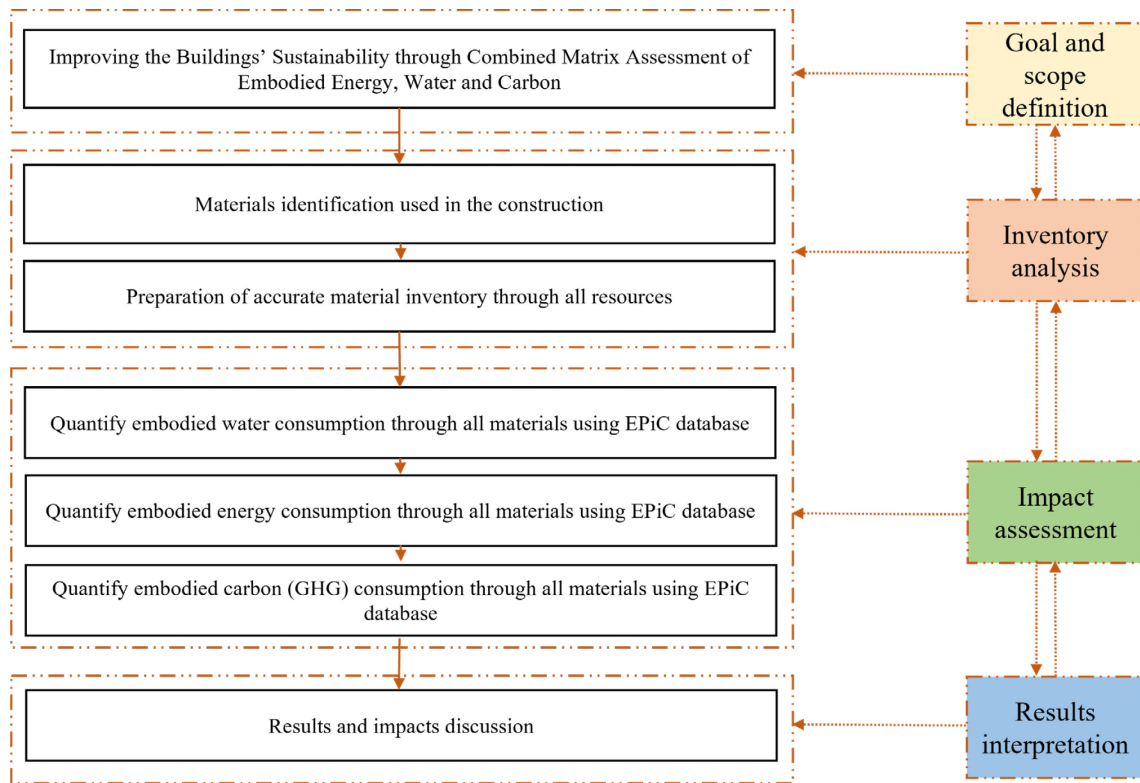 Improving the Buildings’ Sustainability through Combined Matrix Assessment of
Embodied Energy, Water and Carbon
Goal and
scope
definition
Materials identification used in the construction
Preparation of accurate material inventory through all resources
Inventory
analysis
Quantify embodied water consumption through all materials using EPiC database
Quantify embodied energy consumption through all materials using EPiC database
Quantify embodied carbon (GHG) consumption through all materials using EPiC
database
Impact
assessment
Results and impacts discussion
Results
interpretation